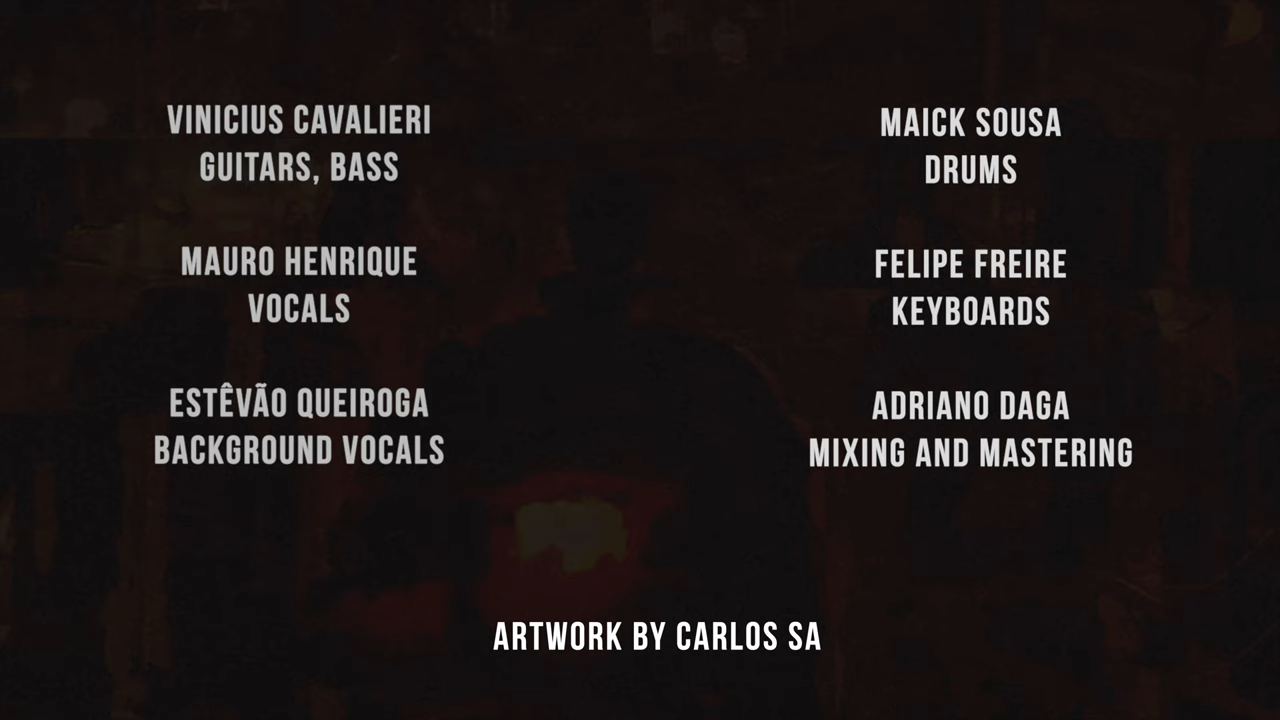 VINICIUS CAVALIERI
GUITARS, BASS
MAURO HENRIQUE
VOCALS
ESTÊVÃO QUEIROGA
BACKGROUND VOCALS
MAICK SOUSA
DRUMS
FELIPE FREIRE
KEYBOARDS
ADRIANO DAGA
MIXING AND MASTERING
ARTWORK BY CARLOS SA